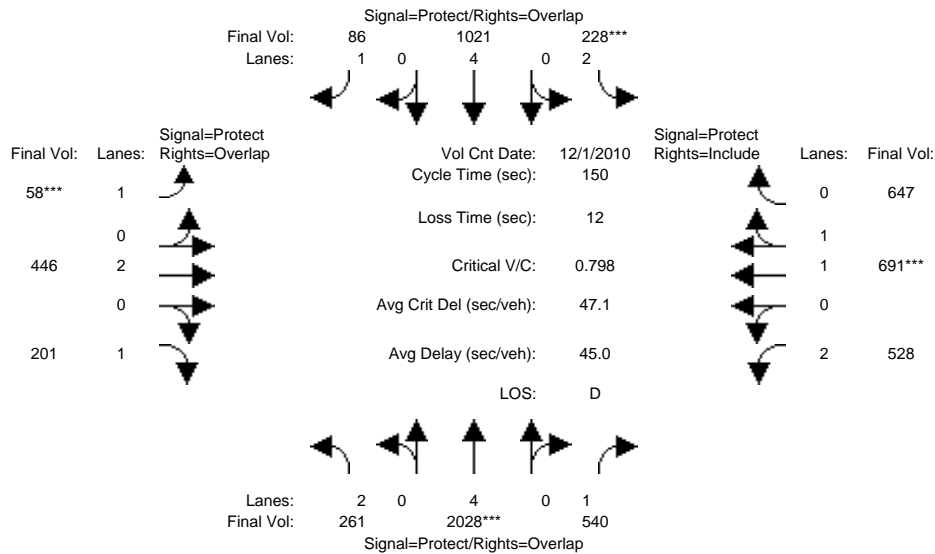 Signal=Protect/Rights=Overlap
Final Vol: 86 1021 228***
Lanes: 1 0 4 0 2
Signal=Protect Signal=Protect
Final Vol: Lanes: Rights=Overlap Vol Cnt Date: 12/1/2010 Rights=Include Lanes: Final Vol:
Cycle Time (sec): 150
58*** 1 0 647
Loss Time (sec): 12
0 1
446 2 Critical V/C: 0.798 1 691***
0 Avg Crit Del (sec/veh): 47.1 0
201 1 Avg Delay (sec/veh): 45.0 2 528
LOS: D
Lanes: 2 0 4 0 1
Final Vol: 261 2028*** 540
Signal=Protect/Rights=Overlap